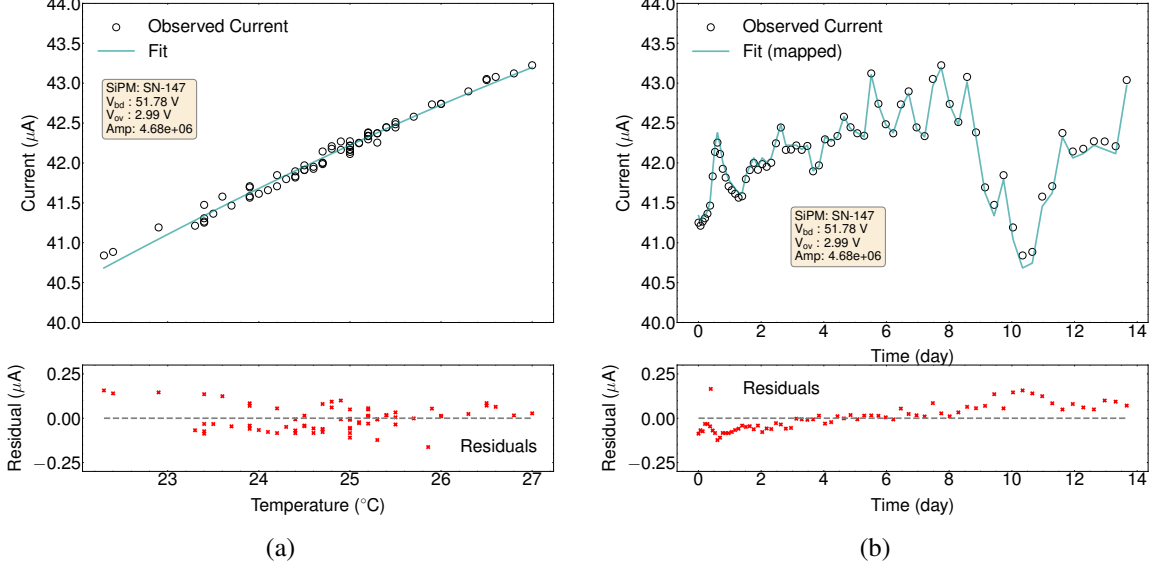 44.0
43.5
43.0
42.5
42.0
41.5
41.0
40.5
40.0
Current (μA)
Observed Current
Fit
SiPM: SN-147
V_bd : 51.78 V
V_ov : 2.99 V
Amp: 4.68e+06
0.25
0.00
−0.25
Residual (μA)
Residuals
23 24 25 26 27
Temperature (°C)
(a)
44.0
43.5
43.0
42.5
42.0
41.5
41.0
40.5
40.0
Current (μA)
Observed Current
Fit (mapped)
SiPM: SN-147
V_bd : 51.78 V
V_ov : 2.99 V
Amp: 4.68e+06
0 2 4 6 8 10 12 14
Time (day)
0.25
0.00
−0.25
Residual (μA)
Residuals
0 2 4 6 8 10 12 14
Time (day)
(b)